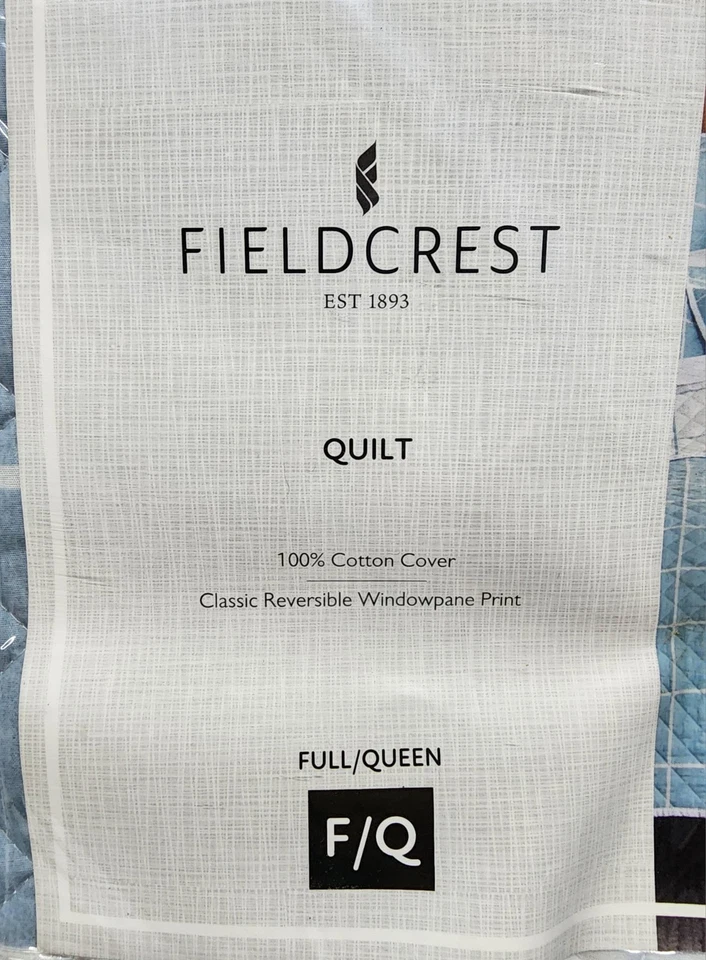 FIELDCREST
EST 1893
QUILT
100% Cotton Cover
Classic Reversible Windowpane Print
FULL/QUEEN
F/Q